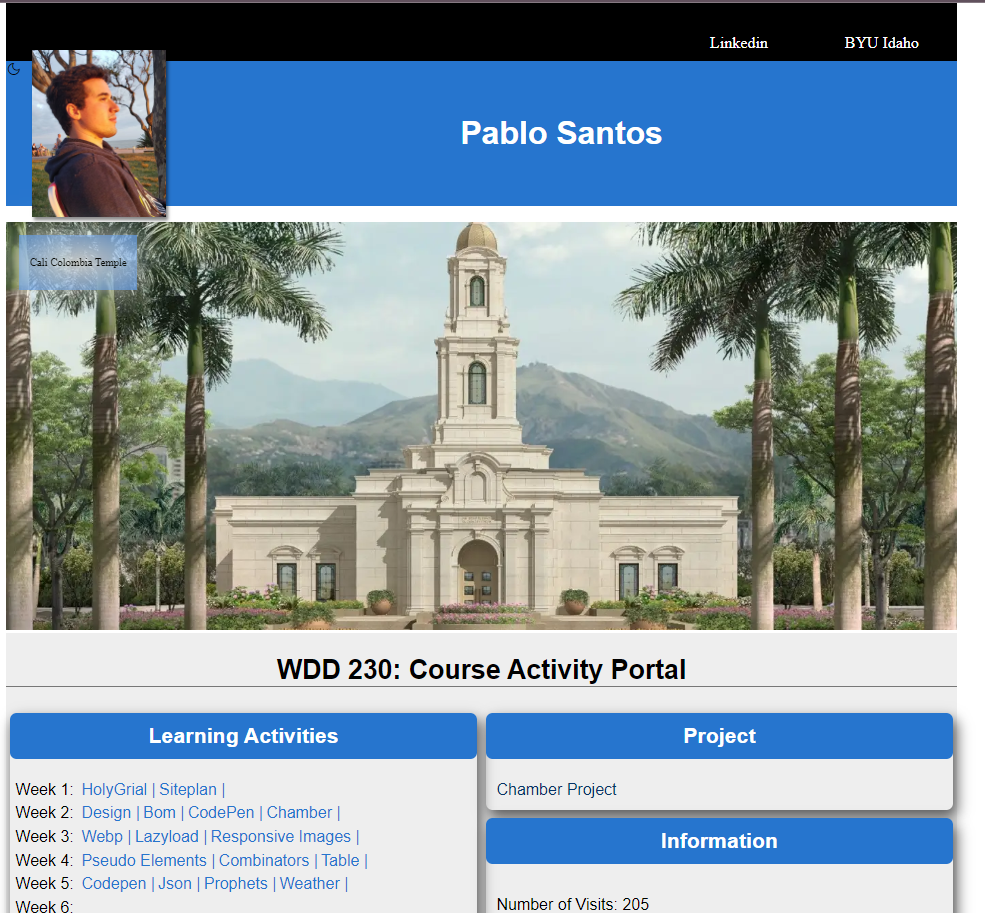 Linkedin BYU Idaho
Pablo Santos
Cali Colombia Temple
WDD 230: Course Activity Portal
Learning Activities
Week 1: HolyGrial | Siteplan |
Week 2: Design | Bom | CodePen | Chamber |
Week 3: Webp | Lazyload | Responsive Images |
Week 4: Pseudo Elements | Combinators | Table |
Week 5: Codepen | Json | Prophets | Weather |
Week 6:
Project
Chamber Project
Information
Number of Visits: 205